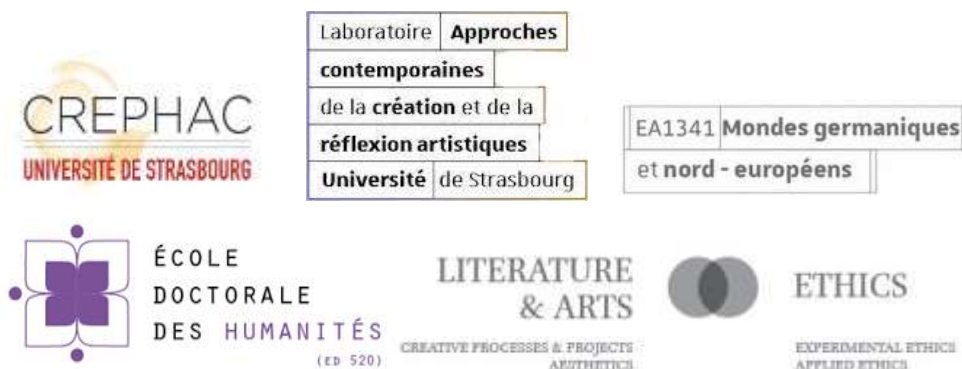 CREPHAC
UNIVERSITÉ DE STRASBOURG
Laboratoire Approches
contemporaines
de la création et de la
réflexion artistiques
Université de Strasbourg
EA1341 Mondes germaniques
et nord - européens
ÉCOLE
DOCTORALE
DES HUMANITÉS
(ED 520)
LITERATURE
& ARTS
CREATIVE PROCESSES & PROJECTS
AESTHETICS
ETHICS
EXPERIMENTAL ETHICS
APPLIED ETHICS